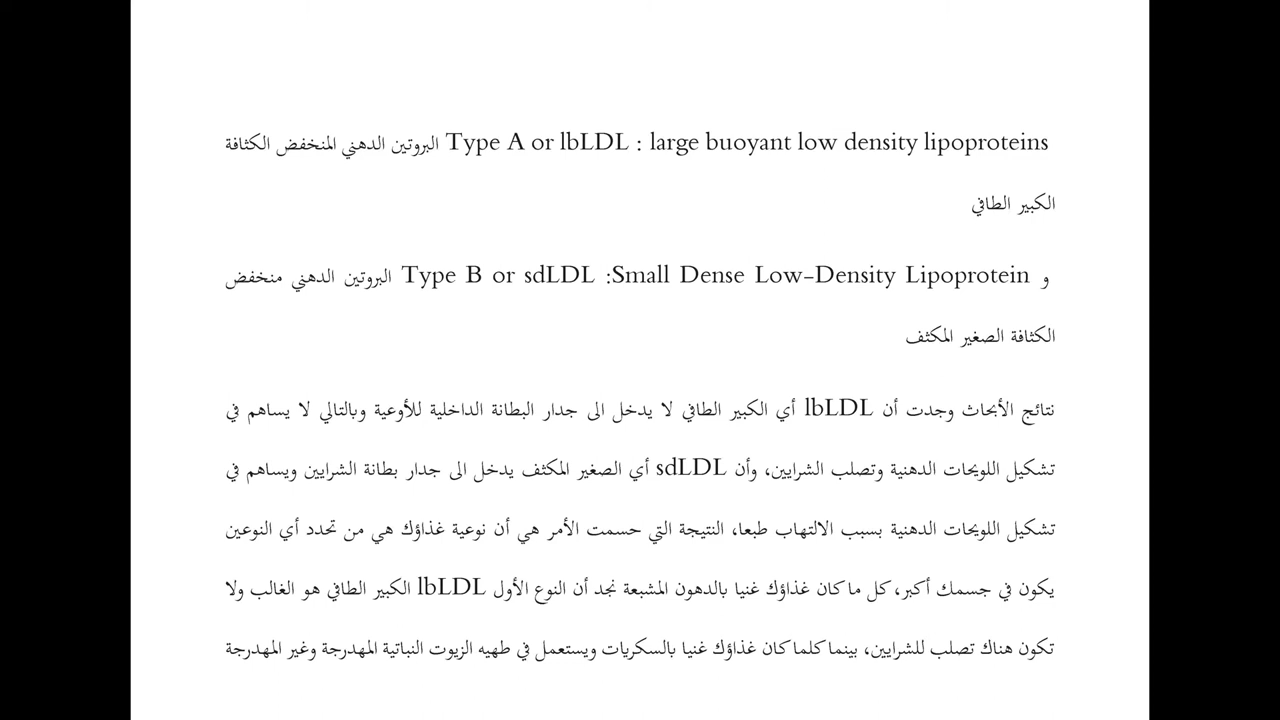 Type A or lbLDL : large buoyant low density lipoproteins البروتين الدهني المنخفض الكثافة
الكبير الطافي
و Type B or sdLDL :Small Dense Low-Density Lipoprotein البروتين الدهني منخفض
الكثافة الصغير المكثف
نتائج الأبحاث وجدت أن lbLDL أي الكبير الطافي لا يدخل الى جدار البطانة الداخلية للأوعية وبالتالي لا يساهم في
تشكيل اللويحات الدهنية وتصلب الشرايين، وأن sdLDL أي الصغير المكثف يدخل الى جدار بطانة الشرايين ويساهم في
تشكيل اللويحات الدهنية بسبب الالتهاب طبعا، النتيجة التي حسمت الأمر هي أن نوعية غذاؤك هي من تحدد أي النوعين
يكون في جسمك أكبر، كل ما كان غذاؤك غنيا بالدهون المشبعة نجد أن النوع الأول lbLDL الكبير الطافي هو الغالب ولا
تكون هناك تصلب للشرايين، بينما كلما كان غذاؤك غنيا بالسكريات ويستعمل في طهيه الزيوت النباتية المهدرجة وغير المهدرجة